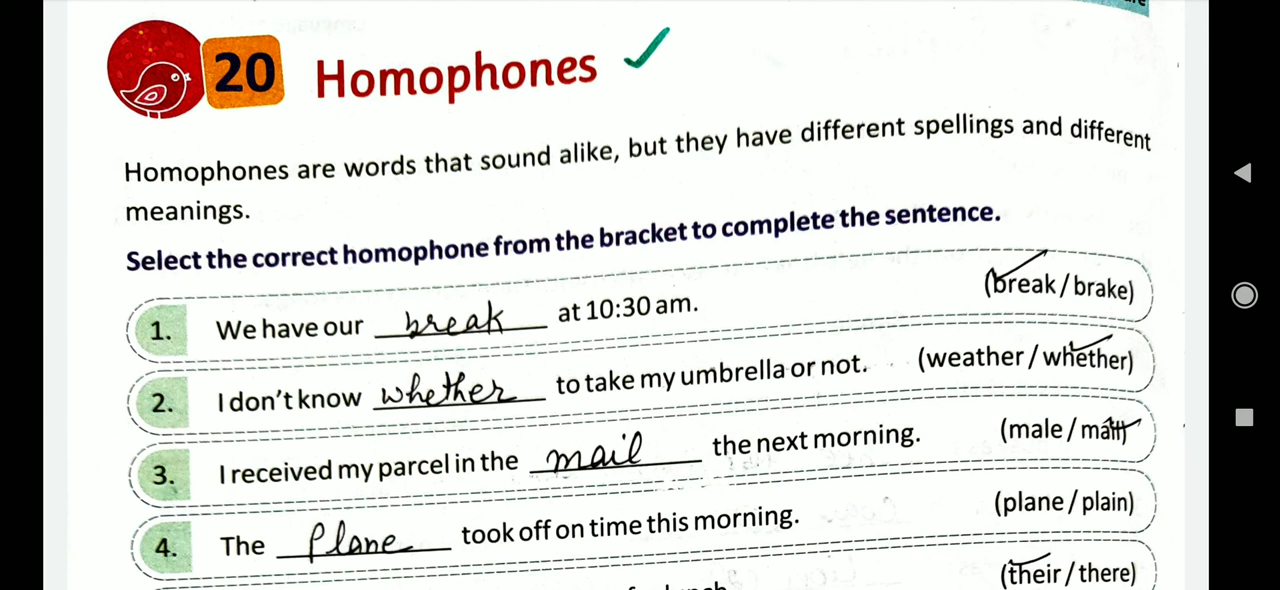 20 Homophones
Homophones are words that sound alike, but they have different spellings and different
meanings.
Select the correct homophone from the bracket to complete the sentence.
1. We have our break at 10:30 am. (break / brake)
2. I don't know whether to take my umbrella or not. (weather / whether)
3. I received my parcel in the mail the next morning. (male / mail)
4. The Plane took off on time this morning. (plane / plain)
(their / there)